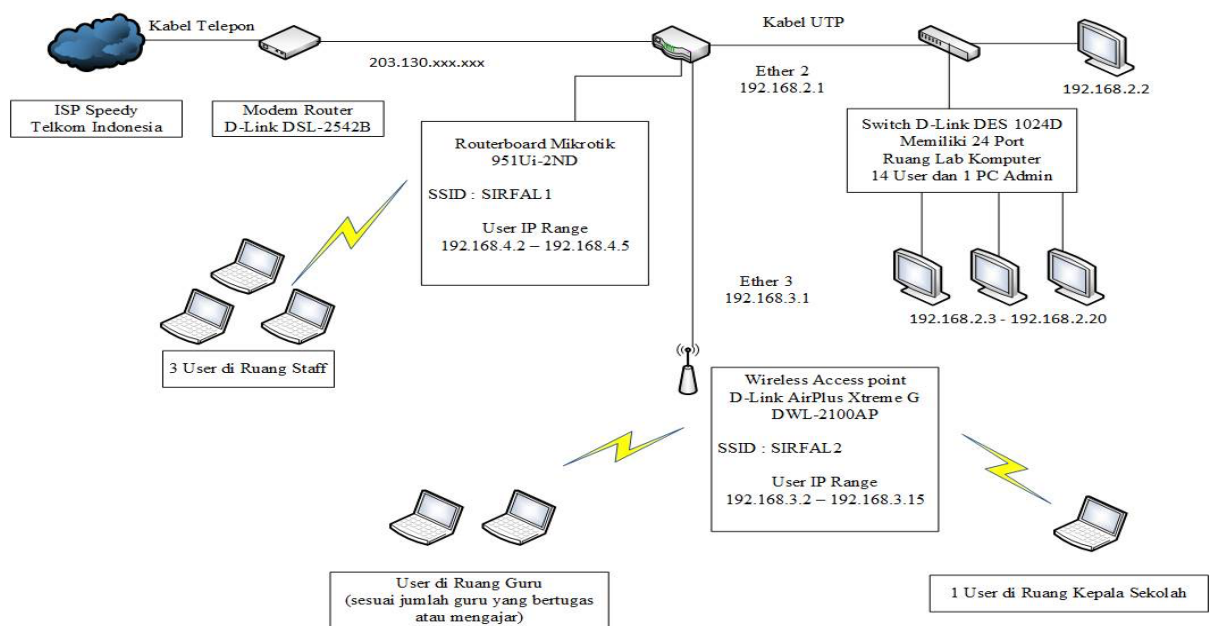 Kabel Telepon
203.130.xxx.xxx
Kabel UTP
Ether 2
192.168.2.1
192.168.2.2
ISP Speedy
Telkom Indonesia
Modem Router
D-Link DSL-2542B
Routerboard Mikrotik
951Ui-2ND
SSID : SIRFAL1
User IP Range
192.168.4.2 – 192.168.4.5
Switch D-Link DES 1024D
Memiliki 24 Port
Ruang Lab Komputer
14 User dan 1 PC Admin
Ether 3
192.168.3.1
192.168.2.3 - 192.168.2.20
3 User di Ruang Staff
Wireless Access point
D-Link AirPlus Xtreme G
DWL-2100AP
SSID : SIRFAL2
User IP Range
192.168.3.2 – 192.168.3.15
User di Ruang Guru
(sesuai jumlah guru yang bertugas
atau mengajar)
1 User di Ruang Kepala Sekolah